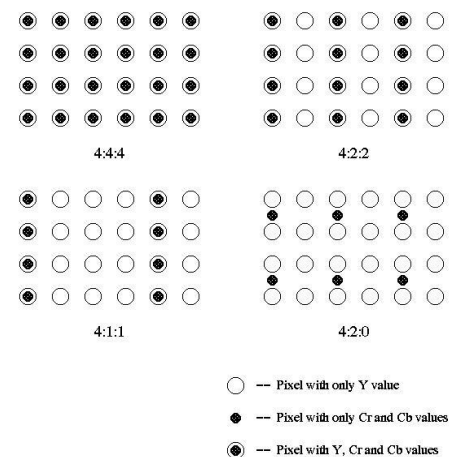 4:4:4
4:2:2
4:1:1
4:2:0
-- Pixel with only Y value
-- Pixel with only Cr and Cb values
-- Pixel with Y, Cr and Cb values